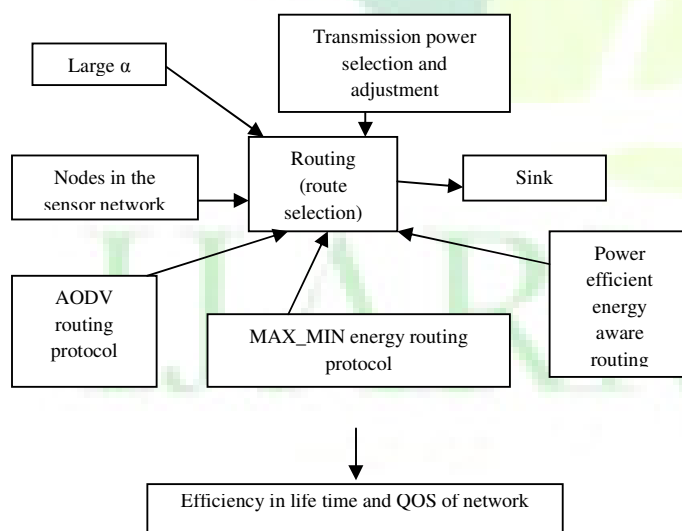 Transmission power
selection and
adjustment
Large α
Routing
(route
selection)
Nodes in the
sensor network
Sink
Power
efficient
energy
aware
routing
AODV
routing
protocol
MAX_MIN energy routing
protocol
Efficiency in life time and QOS of network
IJAR